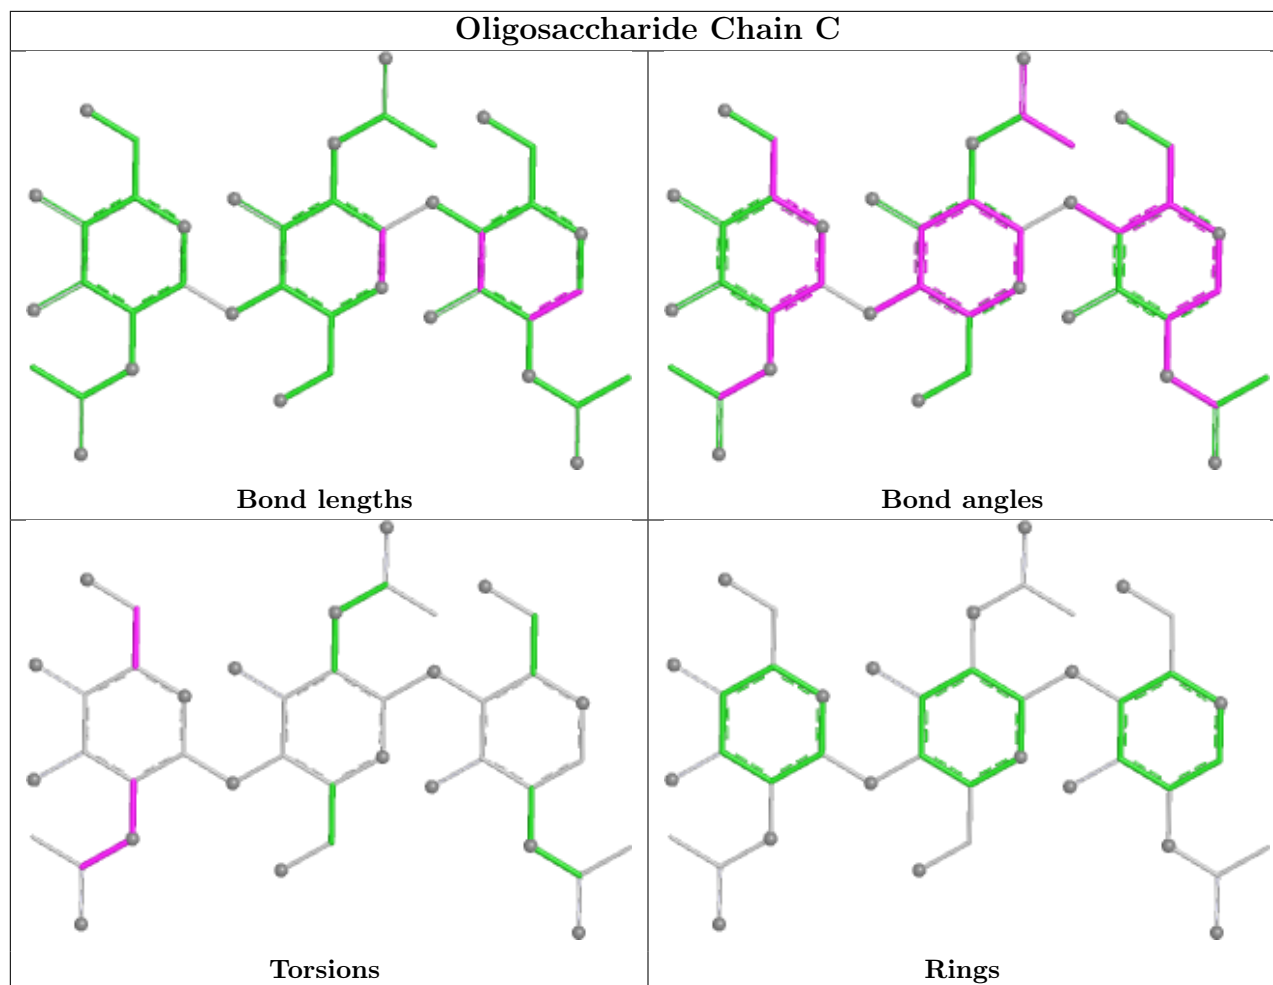 Oligosaccharide Chain C
Bond lengths
Bond angles
Torsions
Rings